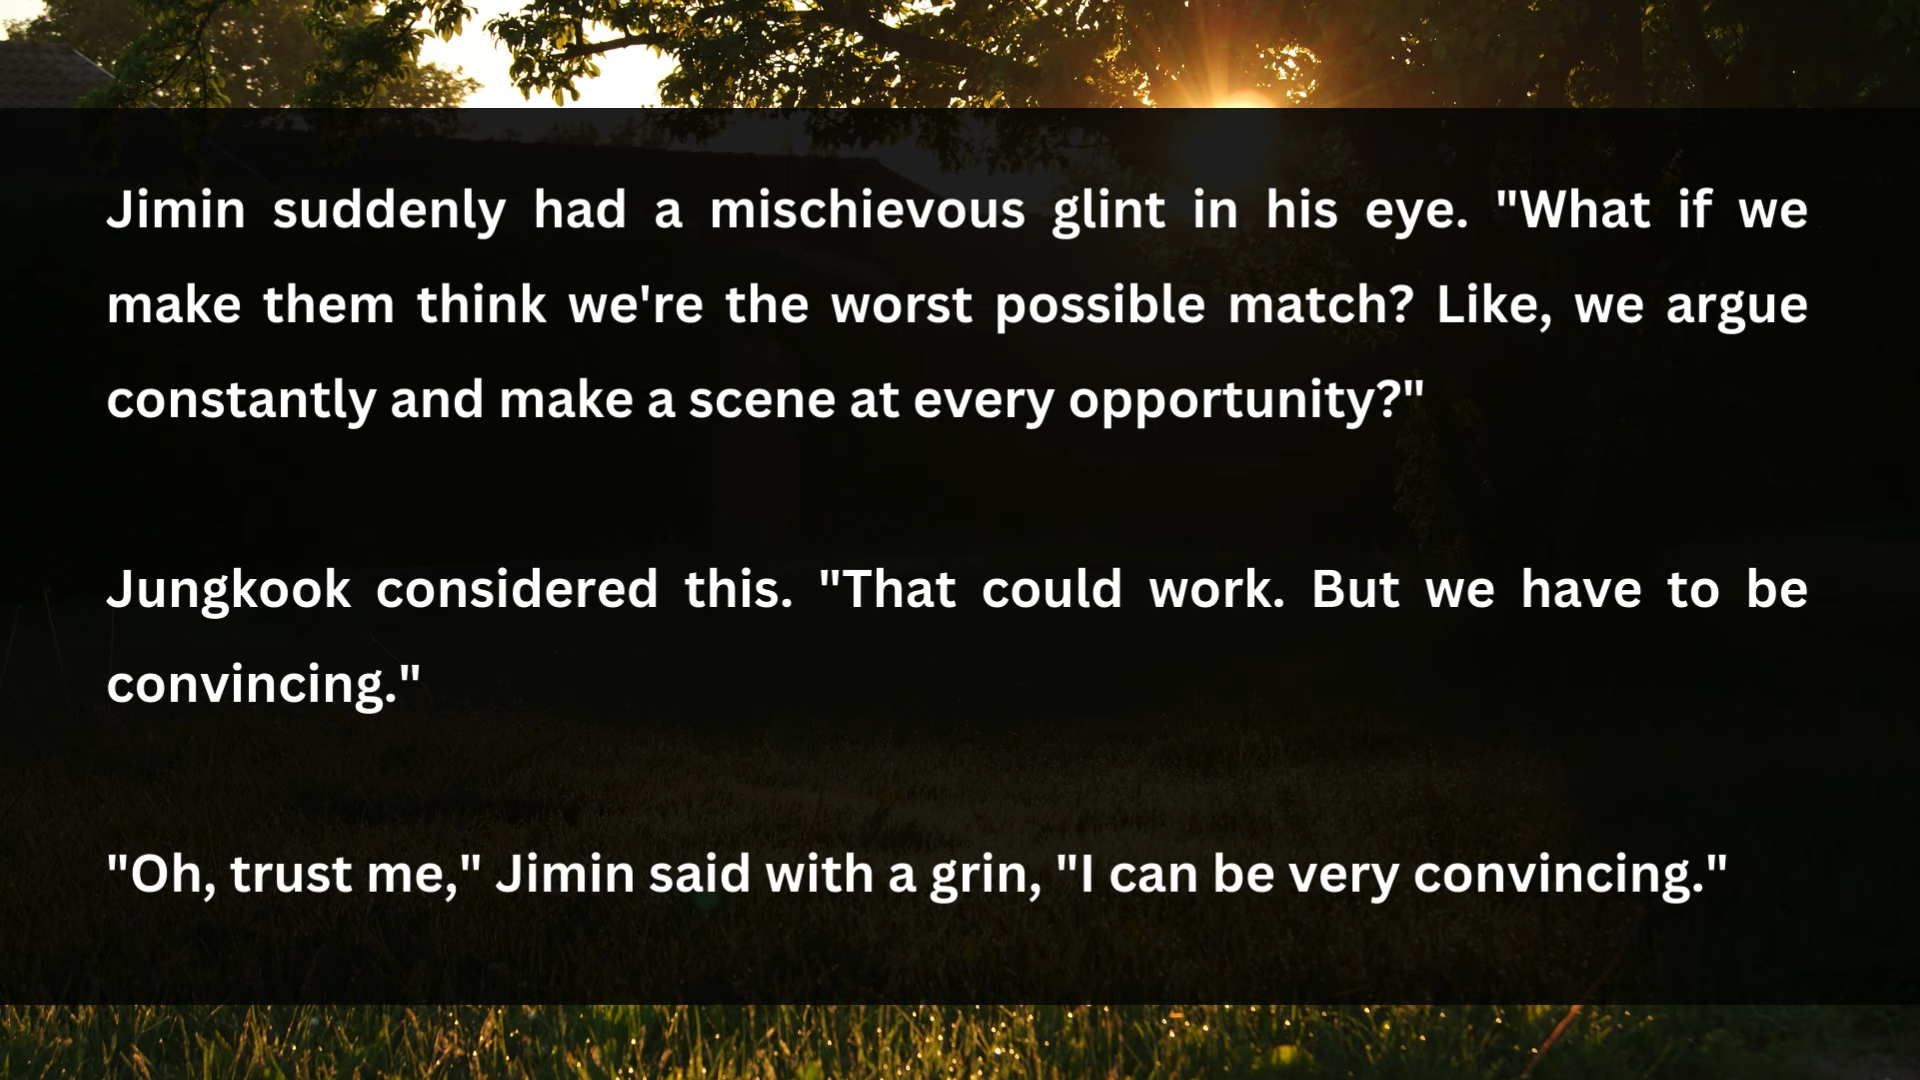 Jimin suddenly had a mischievous glint in his eye. "What if we
make them think we're the worst possible match? Like, we argue
constantly and make a scene at every opportunity?"
Jungkook considered this. "That could work. But we have to be
convincing."
"Oh, trust me," Jimin said with a grin, "I can be very convincing."